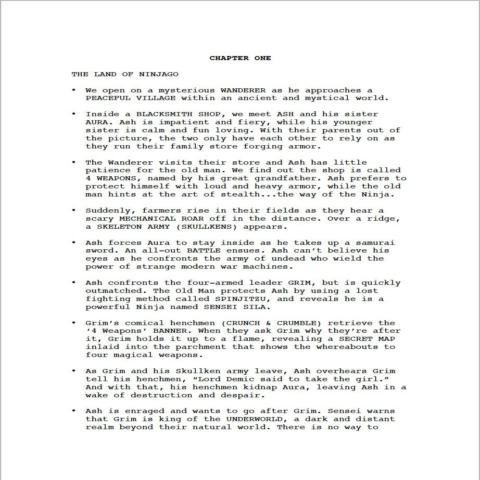 CHAPTER ONE
THE LAND OF NINJAGO
• We open on a mysterious WANDERER as he approaches a
PEACEFUL VILLAGE within an ancient and mystical world.
• Inside a BLACKSMITH SHOP, we meet ASH and his sister
AURA. Ash is impatient and fiery, while his younger
sister is calm and fun loving. With their parents out of
the picture, the two only have each other to rely on as
they run their family store forging armor.
• The Wanderer visits their store and Ash has little
patience for the old man. We find out the shop is called
4 WEAPONS, named by his great grandfather. Ash prefers to
protect himself with loud and heavy armor, while the old
man hints at the art of stealth...the way of the Ninja.
• Suddenly, farmers rise in their fields as they hear a
scary MECHANICAL ROAR off in the distance. Over a ridge,
a SKELETON ARMY (SKULLKENS) appears.
• Ash forces Aura to stay inside as he takes up a samurai
sword. An all-out BATTLE ensues. Ash can't believe his
eyes as he confronts the army of undead who wield the
power of strange modern war machines.
• Ash confronts the four-armed leader GRIM, but is quickly
outmatched. The Old Man protects Ash by using a lost
fighting method called SPINJITZU, and reveals he is a
powerful Ninja named SENSEI SILA.
• Grim's comical henchmen (CRUNCH & CRUMBLE) retrieve the
'4 Weapons' BANNER. When they ask Grim why they're after
it, Grim holds it up to a flame, revealing a SECRET MAP
inlaid into the parchment that shows the whereabouts to
four magical weapons.
• As Grim and his Skullken army leave, Ash overhears Grim
tell his henchmen, "Lord Demic said to take the girl."
And with that, his henchmen kidnap Aura, leaving Ash in a
wake of destruction and despair.
• Ash is enraged and wants to go after Grim. Sensei warns
that Grim is king of the UNDERWORLD, a dark and distant
realm beyond their natural world. There is no way to